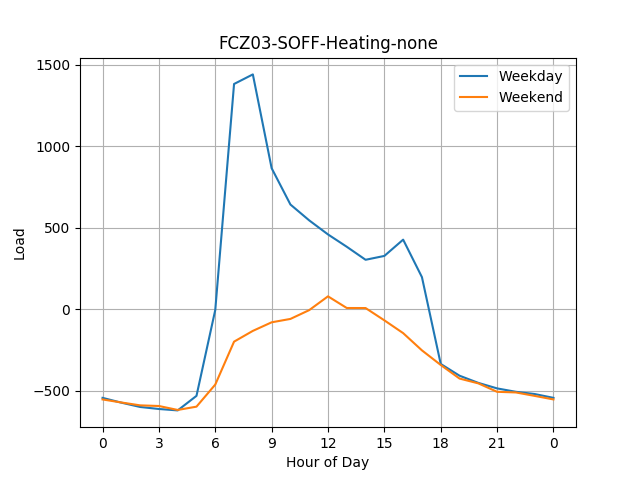 FCZ03-SOFF-Heating-none
Weekday
Weekend
Load
1500
1000
500
0
−500
0 3 6 9 12 15 18 21 0
Hour of Day